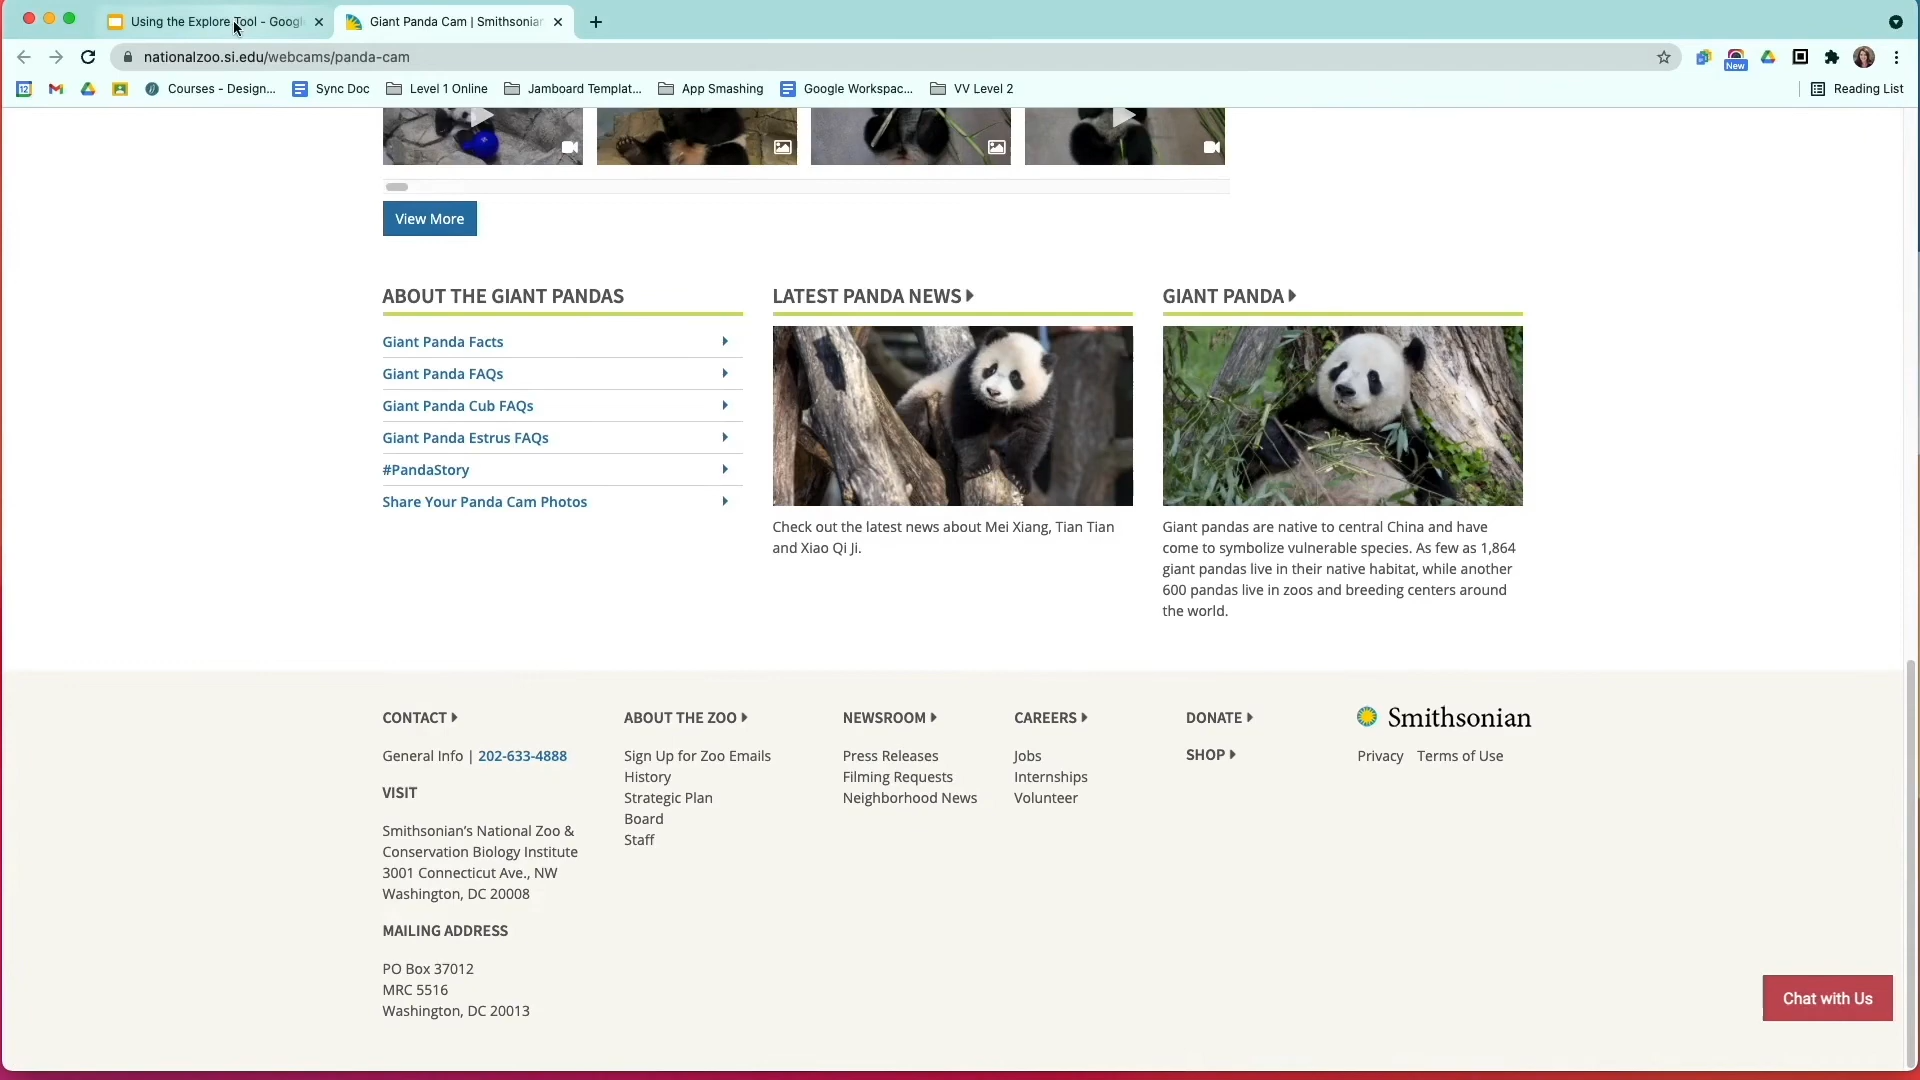 Using the Explore Tool - Googl
Giant Panda Cam | Smithsonian
nationalzoo.si.edu/webcams/panda-cam
New
12
Courses - Design...
Sync Doc
Level 1 Online
Jamboard Templat...
App Smashing
Google Workspac...
VV Level 2
Reading List
View More
ABOUT THE GIANT PANDAS
Giant Panda Facts
Giant Panda FAQs
Giant Panda Cub FAQs
Giant Panda Estrus FAQs
#PandaStory
Share Your Panda Cam Photos
LATEST PANDA NEWS
Check out the latest news about Mei Xiang, Tian Tian
and Xiao Qi Ji.
GIANT PANDA
Giant pandas are native to central China and have
come to symbolize vulnerable species. As few as 1,864
giant pandas live in their native habitat, while another
600 pandas live in zoos and breeding centers around
the world.
CONTACT
General Info | 202-633-4888
VISIT
Smithsonian's National Zoo &
Conservation Biology Institute
3001 Connecticut Ave., NW
Washington, DC 20008
MAILING ADDRESS
PO Box 37012
MRC 5516
Washington, DC 20013
ABOUT THE ZOO
Sign Up for Zoo Emails
History
Strategic Plan
Board
Staff
NEWSROOM
Press Releases
Filming Requests
Neighborhood News
CAREERS
Jobs
Internships
Volunteer
DONATE
SHOP
Smithsonian
Privacy Terms of Use
Chat with Us